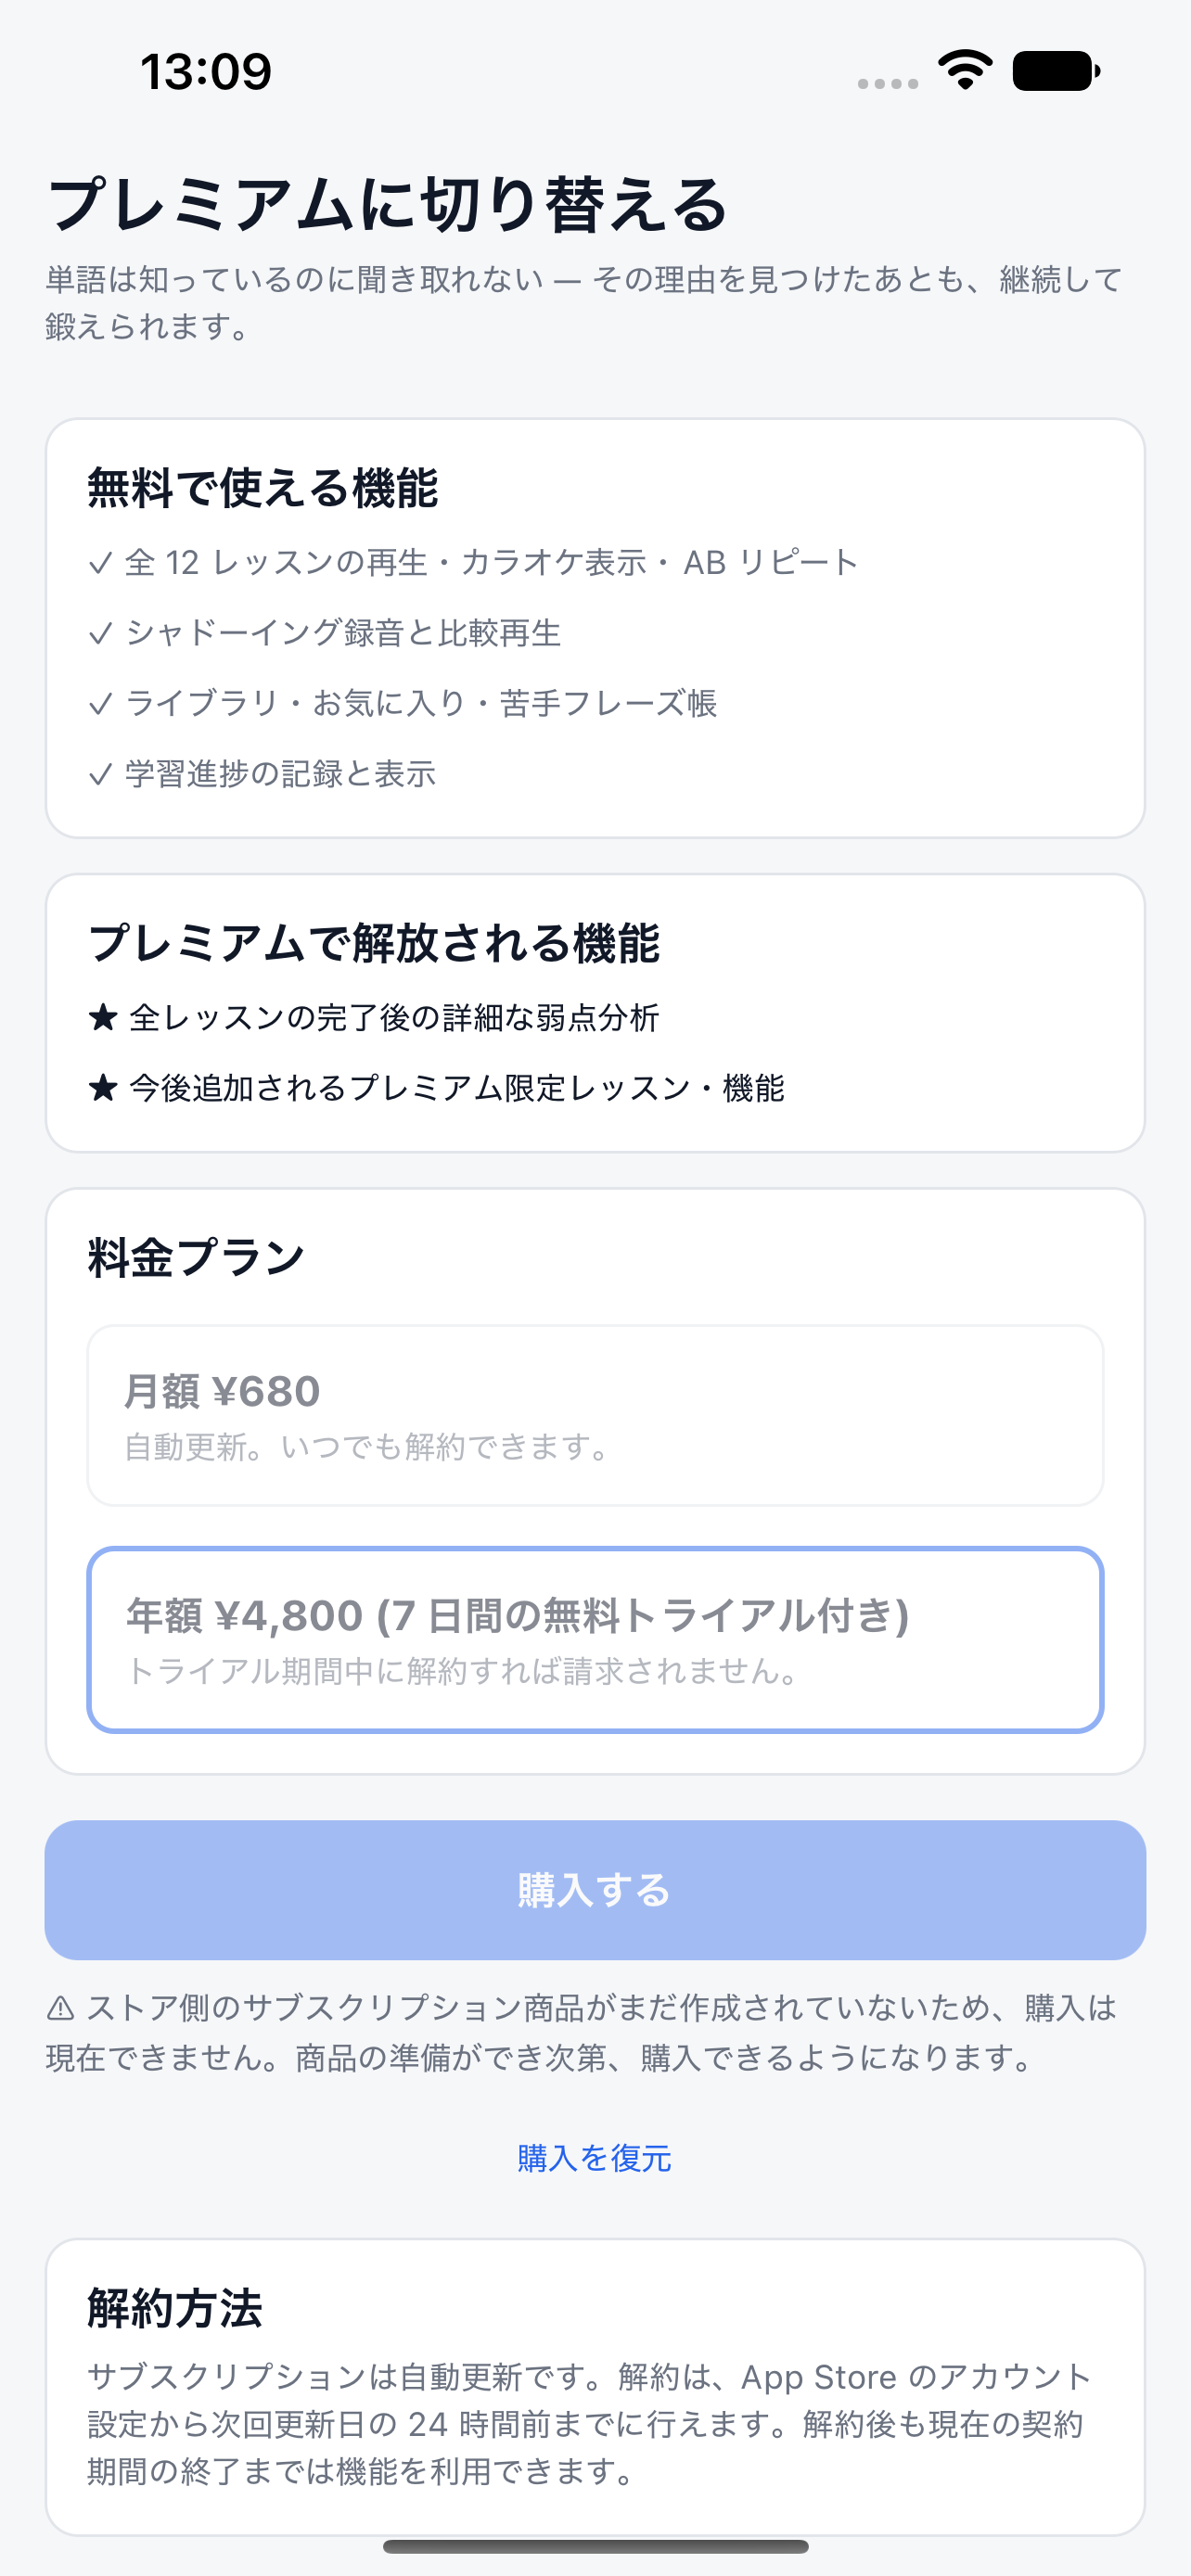 13:09
プレミアムに切り替える
単語は知っているのに聞き取れない — その理由を見つけたあとも、継続して
鍛えられます。
無料で使える機能
✓ 全 12 レッスンの再生・カラオケ表示・AB リピート
✓ シャドーイング録音と比較再生
✓ ライブラリ・お気に入り・苦手フレーズ帳
✓ 学習進捗の記録と表示
プレミアムで解放される機能
★ 全レッスンの完了後の詳細な弱点分析
★ 今後追加されるプレミアム限定レッスン・機能
料金プラン
月額 ¥680
自動更新。いつでも解約できます。
年額 ¥4,800 (7 日間の無料トライアル付き)
トライアル期間中に解約すれば請求されません。
購入する
⚠ ストア側のサブスクリプション商品がまだ作成されていないため、購入は
現在できません。商品の準備ができ次第、購入できるようになります。
購入を復元
解約方法
サブスクリプションは自動更新です。解約は、App Store のアカウント
設定から次回更新日の 24 時間前までに行えます。解約後も現在の契約
期間の終了までは機能を利用できます。